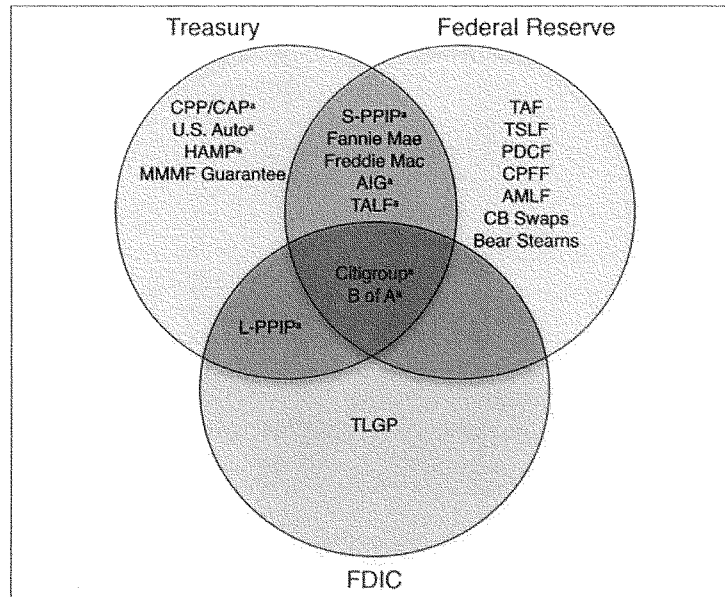 Treasury
Federal Reserve
CPP/CAPᵃ
U.S. Autoᵃ
HAMPᵃ
MMMF Guarantee
S-PPIPᵃ
Fannie Mae
Freddie Mac
AIGᵃ
TALFᵃ
TAF
TSLF
PDCF
CPFF
AMLF
CB Swaps
Bear Stearns
Citigroupᵃ
B of Aᵃ
L-PPIPᵃ
TLGP
FDIC